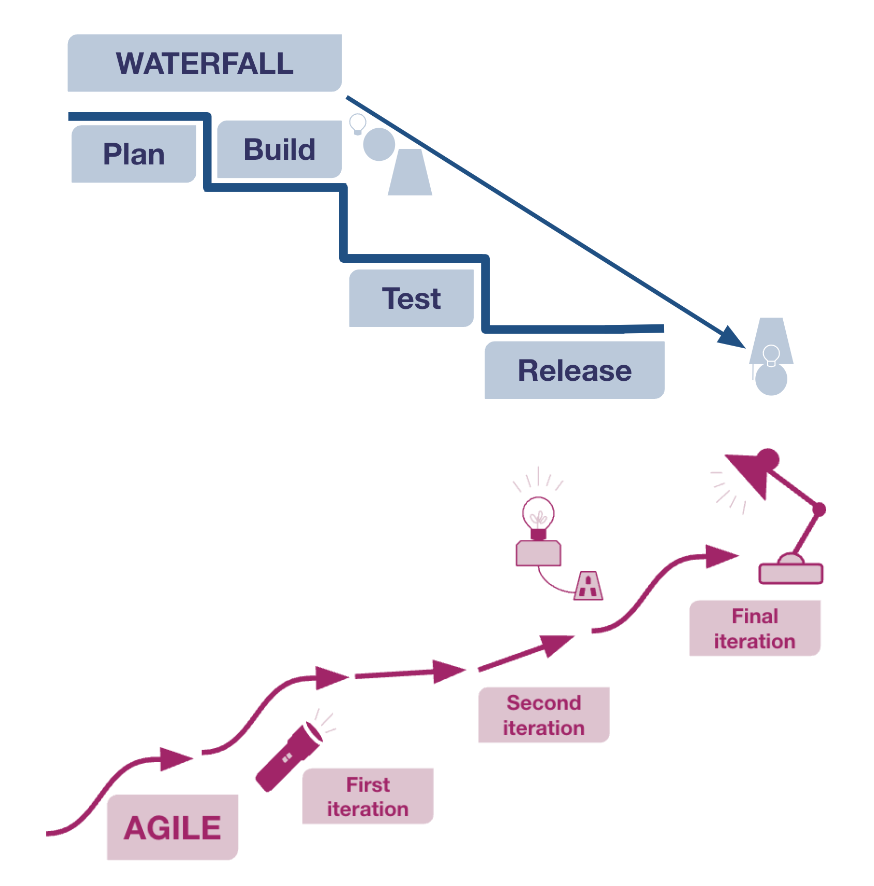 WATERFALL
Plan
Build
Test
Release
Final
iteration
Second
iteration
First
iteration
AGILE